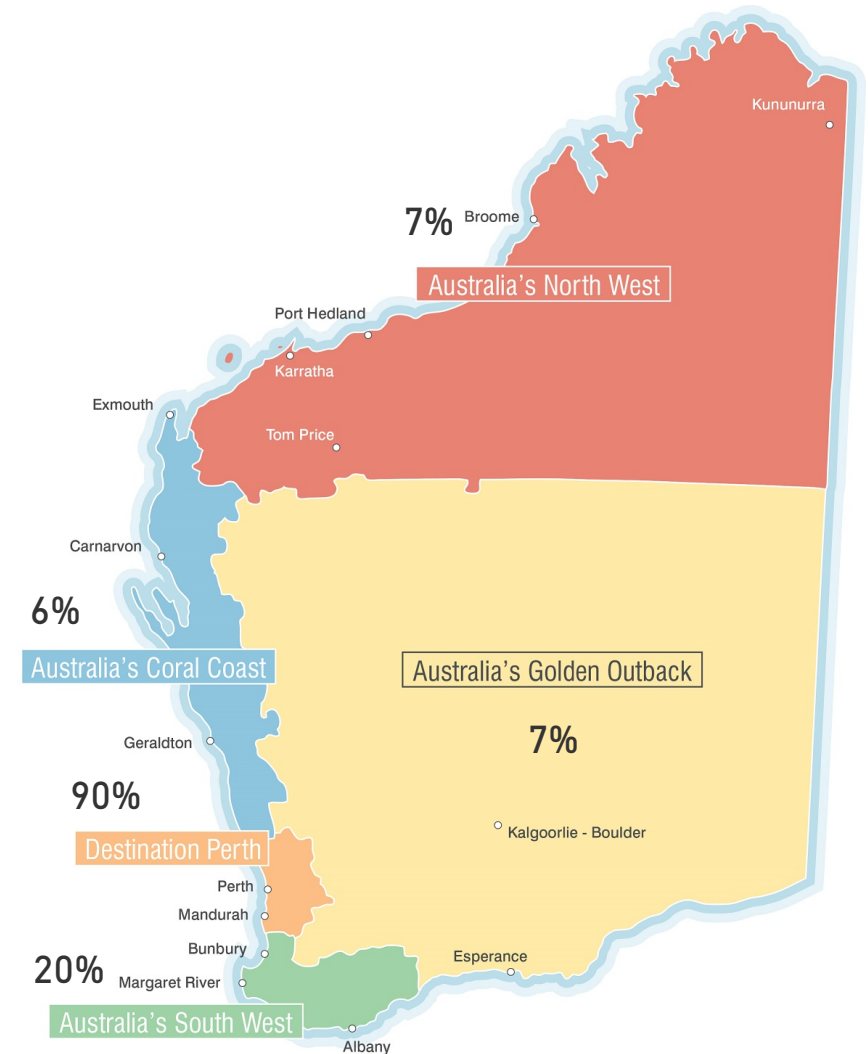 Kununurra
7%
Broome
Australia's North West
Port Hedland
Karratha
Exmouth
Tom Price
Carnarvon
6%
Australia's Coral Coast
Australia's Golden Outback
7%
Geraldton
90%
Kalgoorlie - Boulder
Destination Perth
Perth
Mandurah
Bunbury
Esperance
20%
Margaret River
Australia's South West
Albany